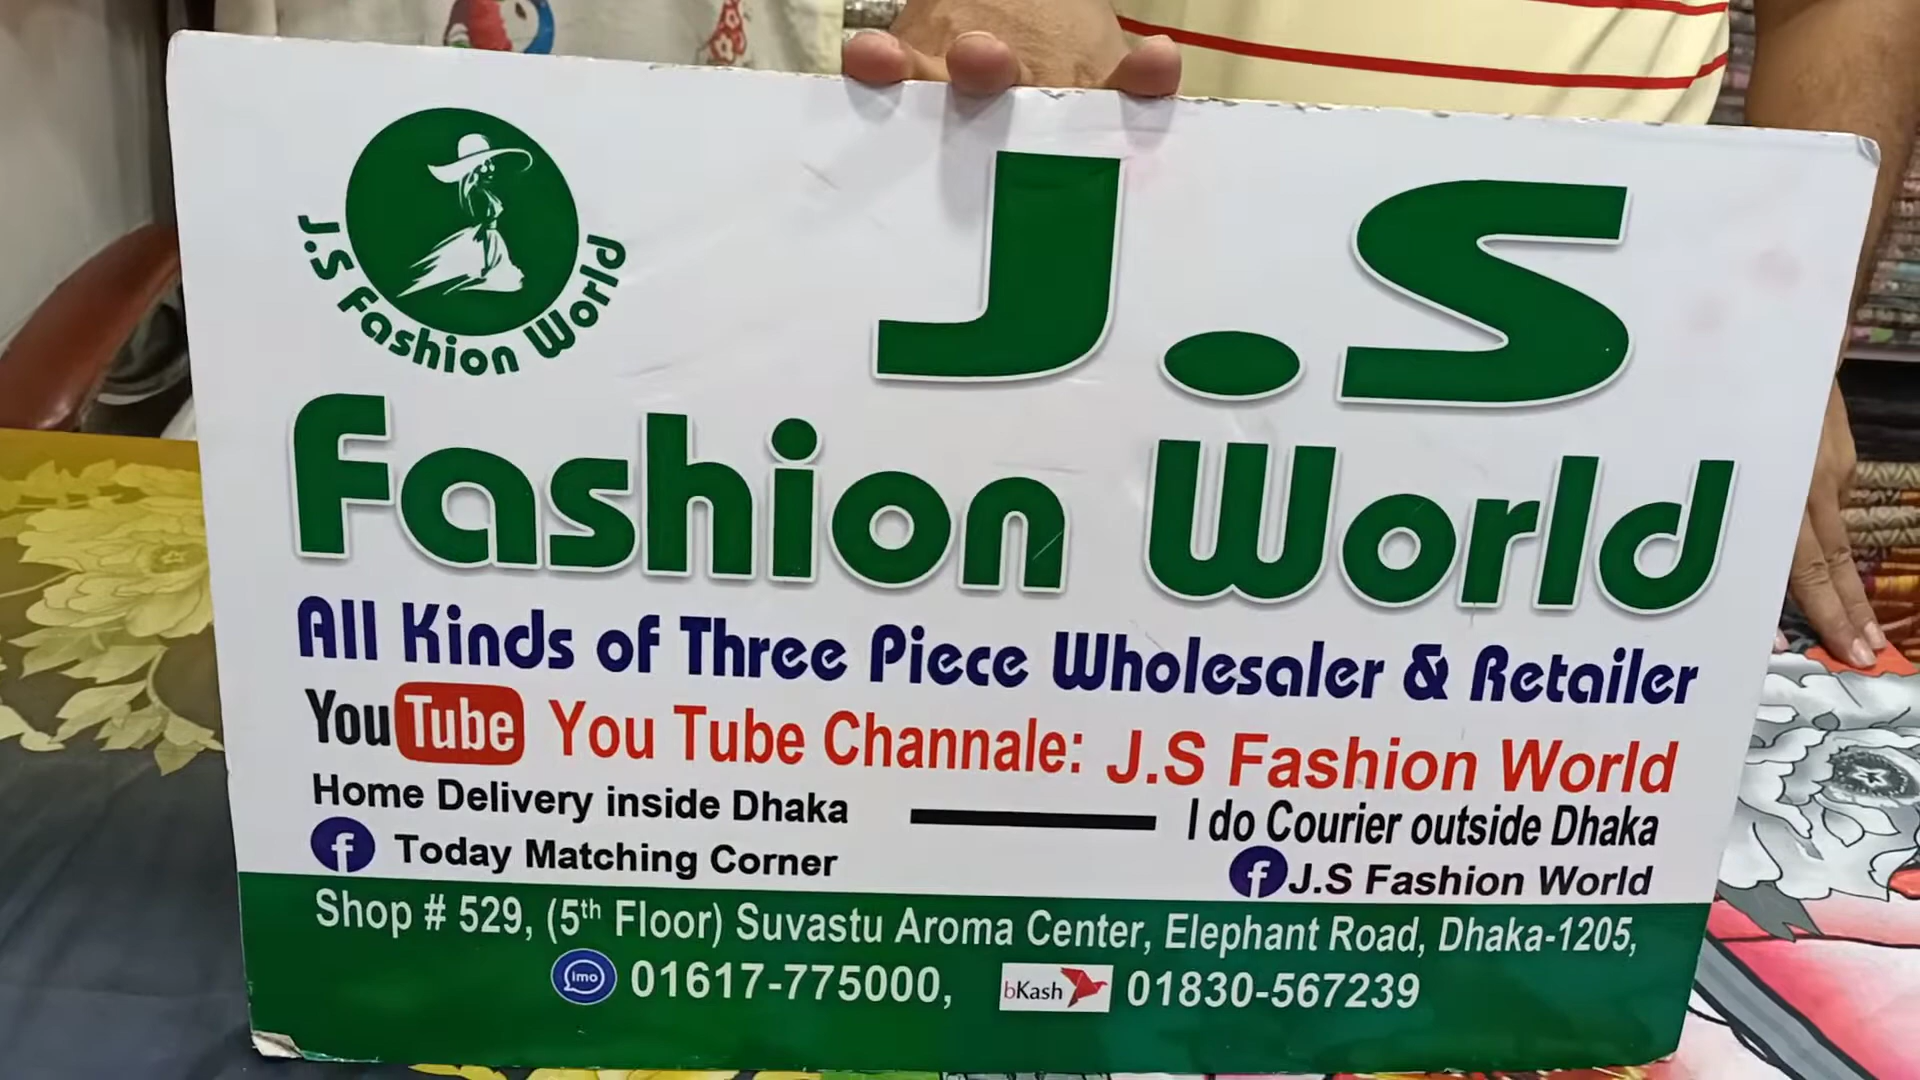 J.S Fashion World
J.S
Fashion World
All Kinds of Three Piece Wholesaler & Retailer
YouTube You Tube Channale: J.S Fashion World
Home Delivery inside Dhaka I do Courier outside Dhaka
f Today Matching Corner f J.S Fashion World
Shop # 529, (5th Floor) Suvastu Aroma Center, Elephant Road, Dhaka-1205,
imo 01617-775000, bKash 01830-567239